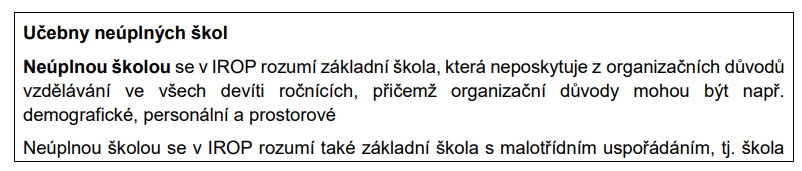 Učebny neúplných škol
Neúplnou školou se v IROP rozumí základní škola, která neposkytuje z organizačních důvodů
vzdělávání ve všech devíti ročnících, přičemž organizační důvody mohou být např.
demografické, personální a prostorové
Neúplnou školou se v IROP rozumí také základní škola s malotřídním uspořádáním, tj. škola